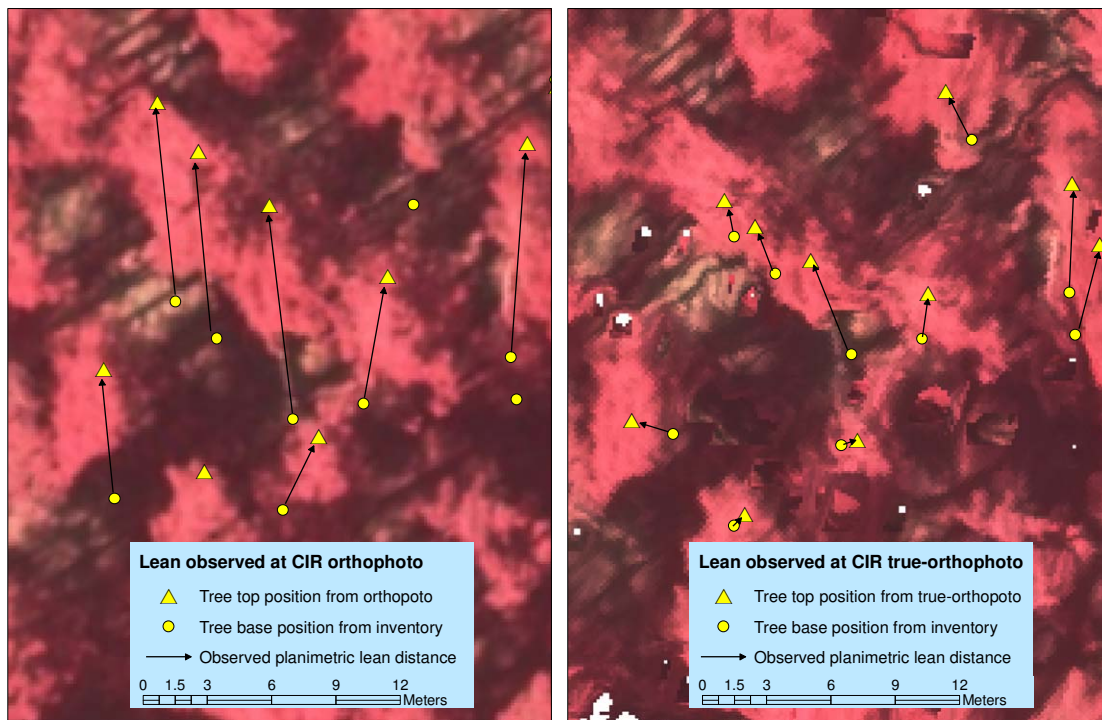 Lean observed at CIR orthophoto
Tree top position from orthopoto
Tree base position from inventory
Observed planimetric lean distance
0 1.5 3 6 9 12
Meters
Lean observed at CIR true-orthophoto
Tree top position from true-orthopoto
Tree base position from inventory
Observed planimetric lean distance
0 1.5 3 6 9 12
Meters